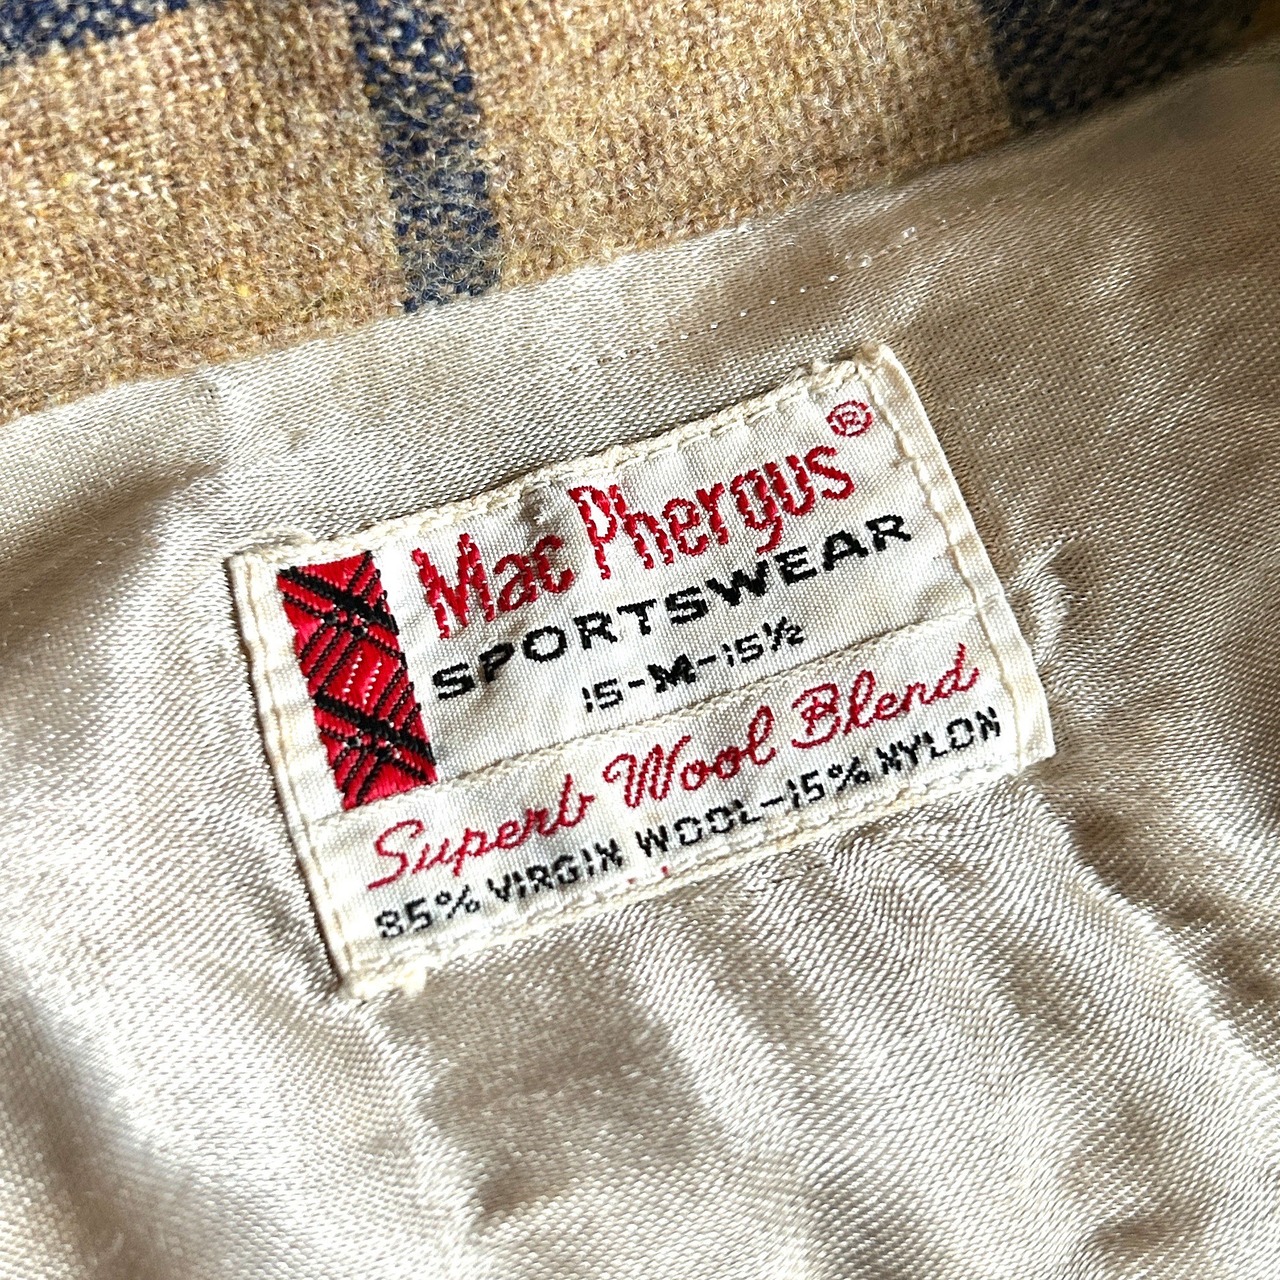 Mac Phergus ®
SPORTSWEAR
15-M-15½
Superb Wool Blend
85% VIRGIN WOOL-15% NYLON